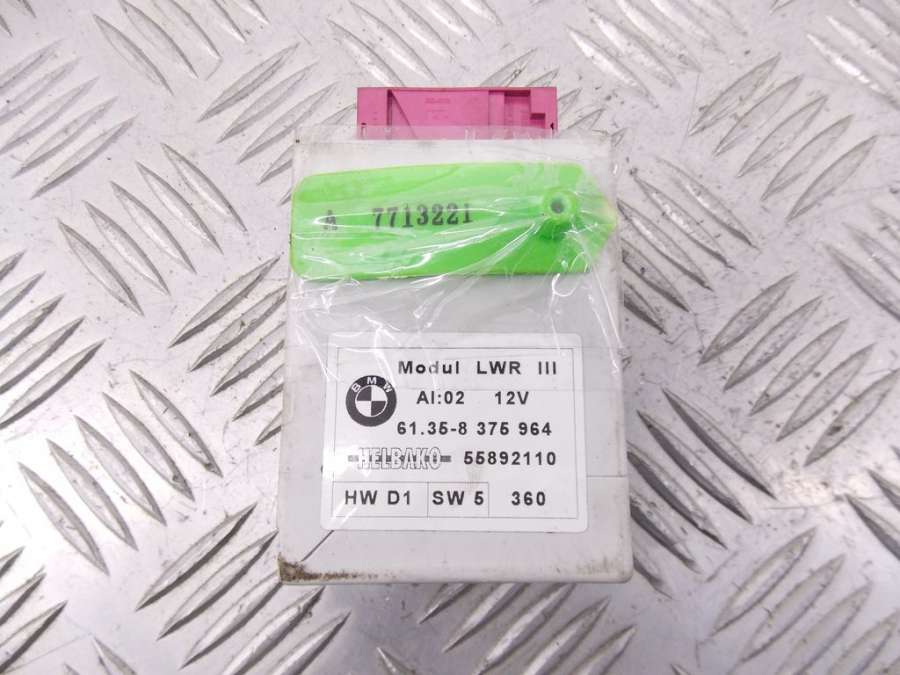 A 7713221
Modul LWR III
BMW
AI:02 12V
61.35-8 375 964
HELBAKO 55892110
HW D1 SW 5 360